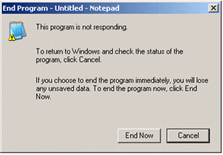 End Program - Untitled - Notepad
This program is not responding.
To return to Windows and check the status of the
program, click Cancel.
If you choose to end the program immediately, you will lose
any unsaved data. To end the program now, click End
Now.
End Now
Cancel